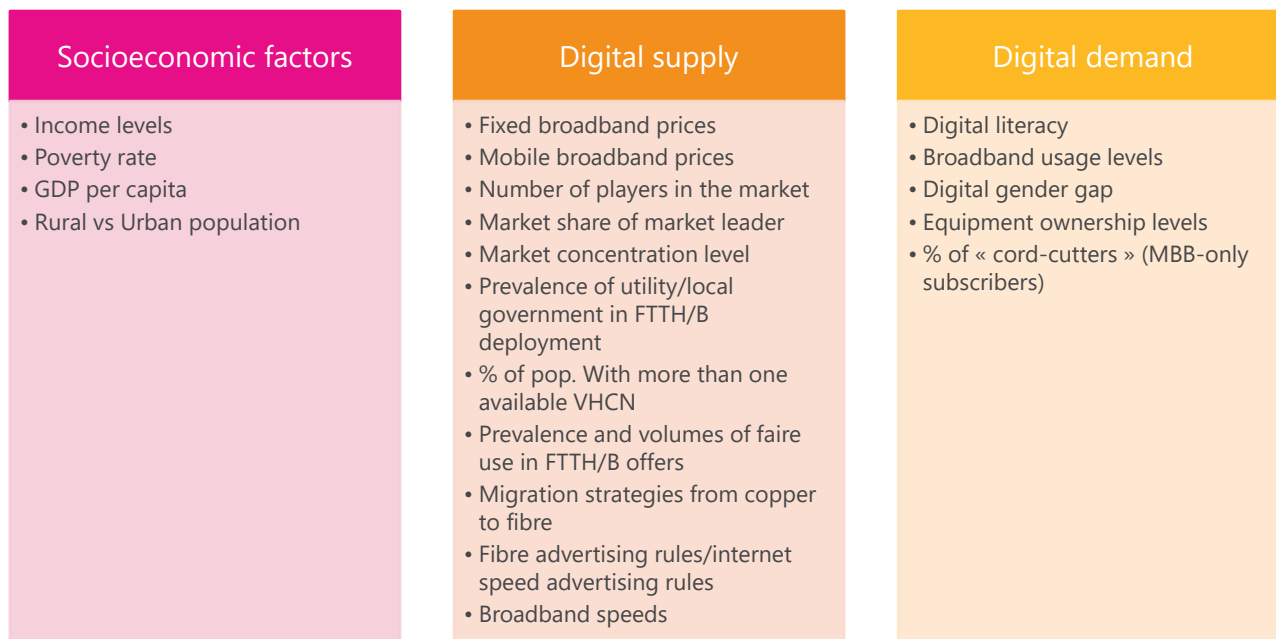 Socioeconomic factors
• Income levels
• Poverty rate
• GDP per capita
• Rural vs Urban population
Digital supply
• Fixed broadband prices
• Mobile broadband prices
• Number of players in the market
• Market share of market leader
• Market concentration level
• Prevalence of utility/local
government in FTTH/B
deployment
• % of pop. With more than one
available VHCN
• Prevalence and volumes of faire
use in FTTH/B offers
• Migration strategies from copper
to fibre
• Fibre advertising rules/internet
speed advertising rules
• Broadband speeds
Digital demand
• Digital literacy
• Broadband usage levels
• Digital gender gap
• Equipment ownership levels
• % of « cord-cutters » (MBB-only
subscribers)